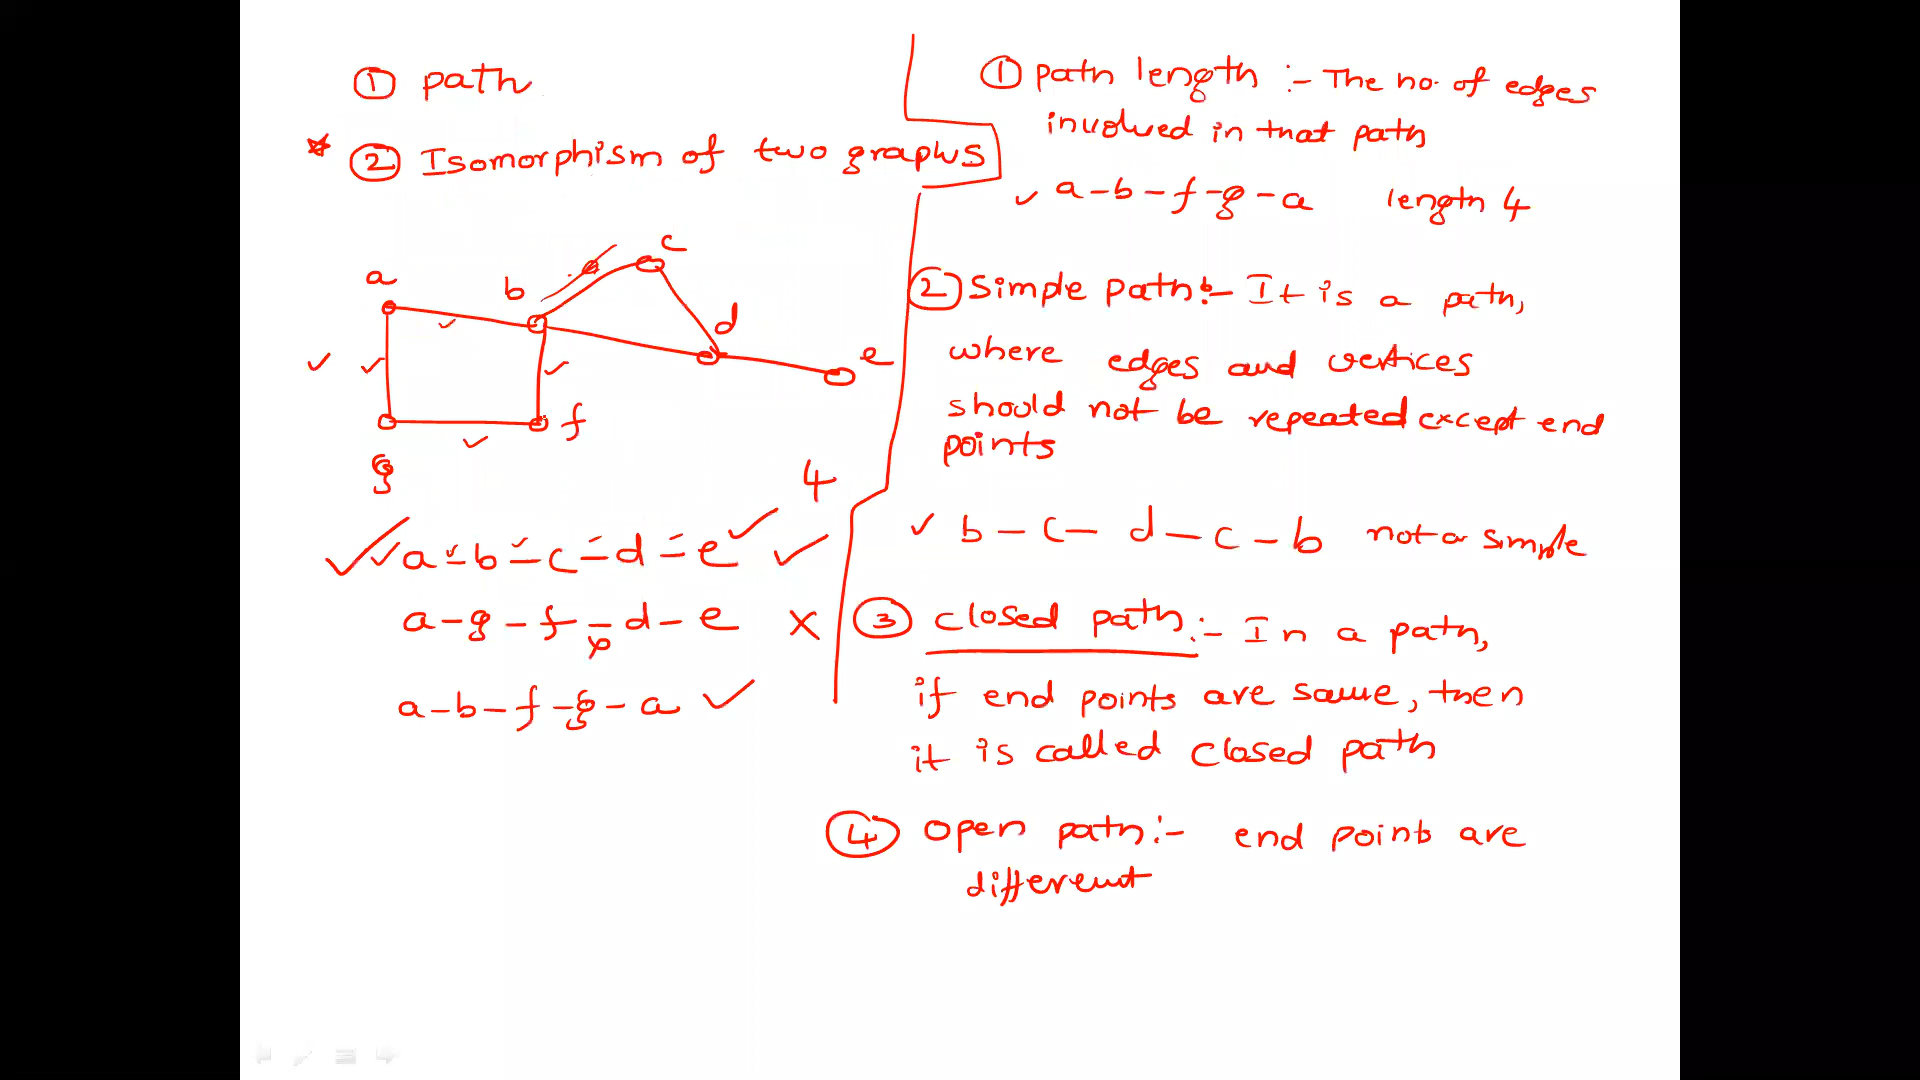 ① path
② Isomorphism of two graphs
a
b
c
d
e
f
g
4
a - b - c - d - e
a - g - f - d - e ×
a - b - f - g - a
① path length :- The no. of edges
involved in that path
a - b - f - g - a length 4
② Simple path :- It is a path,
where edges and vertices
should not be repeated except end
points
b - c - d - c - b not a simple
③ closed path :- In a path,
if end points are same, then
it is called closed path
④ open path :- end points are
different